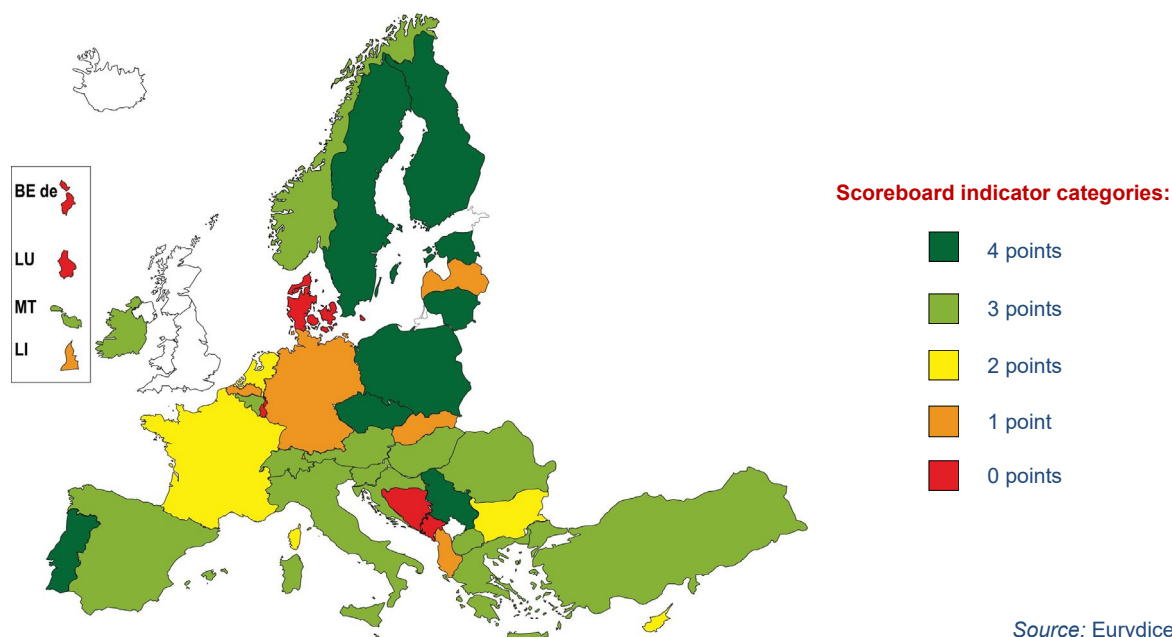 BE de
LU
MT
LI
Scoreboard indicator categories:
4 points
3 points
2 points
1 point
0 points
Source: Eurydice